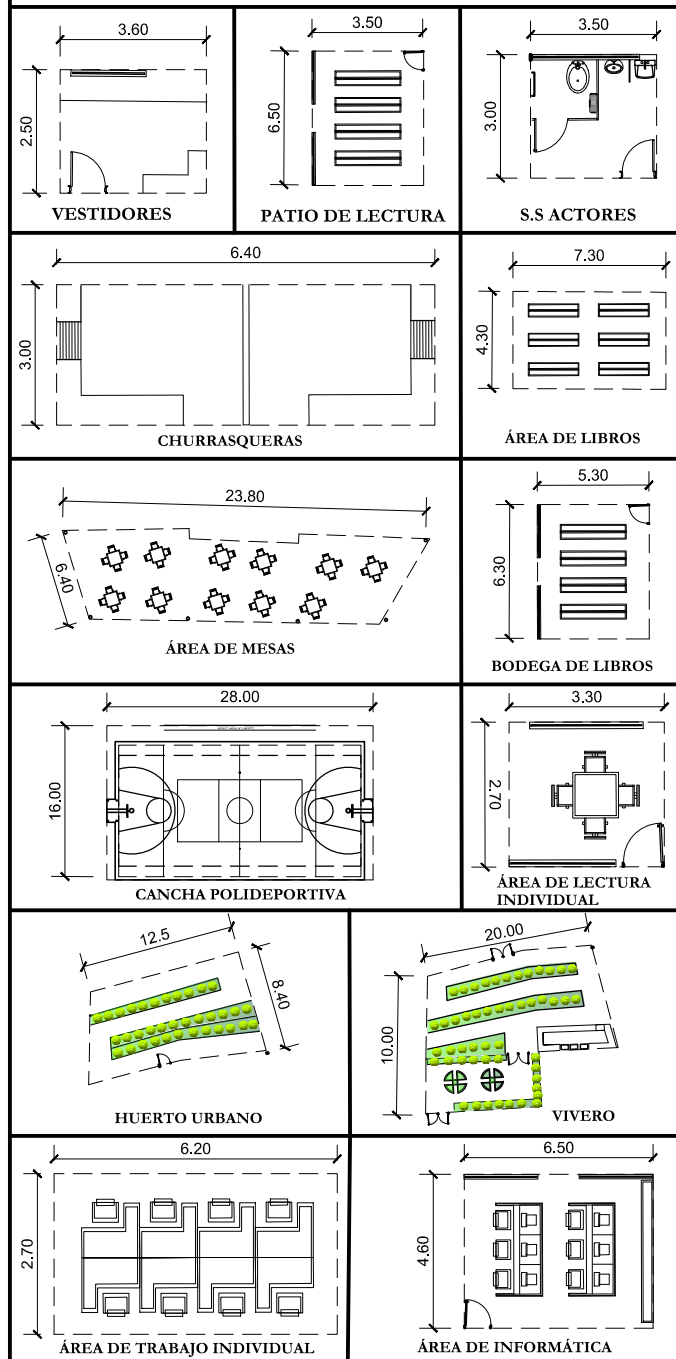 3.60
2.50
VESTIDORES
3.50
6.50
PATIO DE LECTURA
3.50
3.00
S.S ACTORES
6.40
3.00
CHURRASQUERAS
7.30
4.30
ÁREA DE LIBROS
23.80
6.40
ÁREA DE MESAS
5.30
6.30
BODEGA DE LIBROS
28.00
16.00
CANCHA POLIDEPORTIVA
3.30
2.70
ÁREA DE LECTURA
INDIVIDUAL
12.5
8.40
HUERTO URBANO
20.00
10.00
VIVERO
6.20
2.70
ÁREA DE TRABAJO INDIVIDUAL
6.50
4.60
ÁREA DE INFORMÁTICA